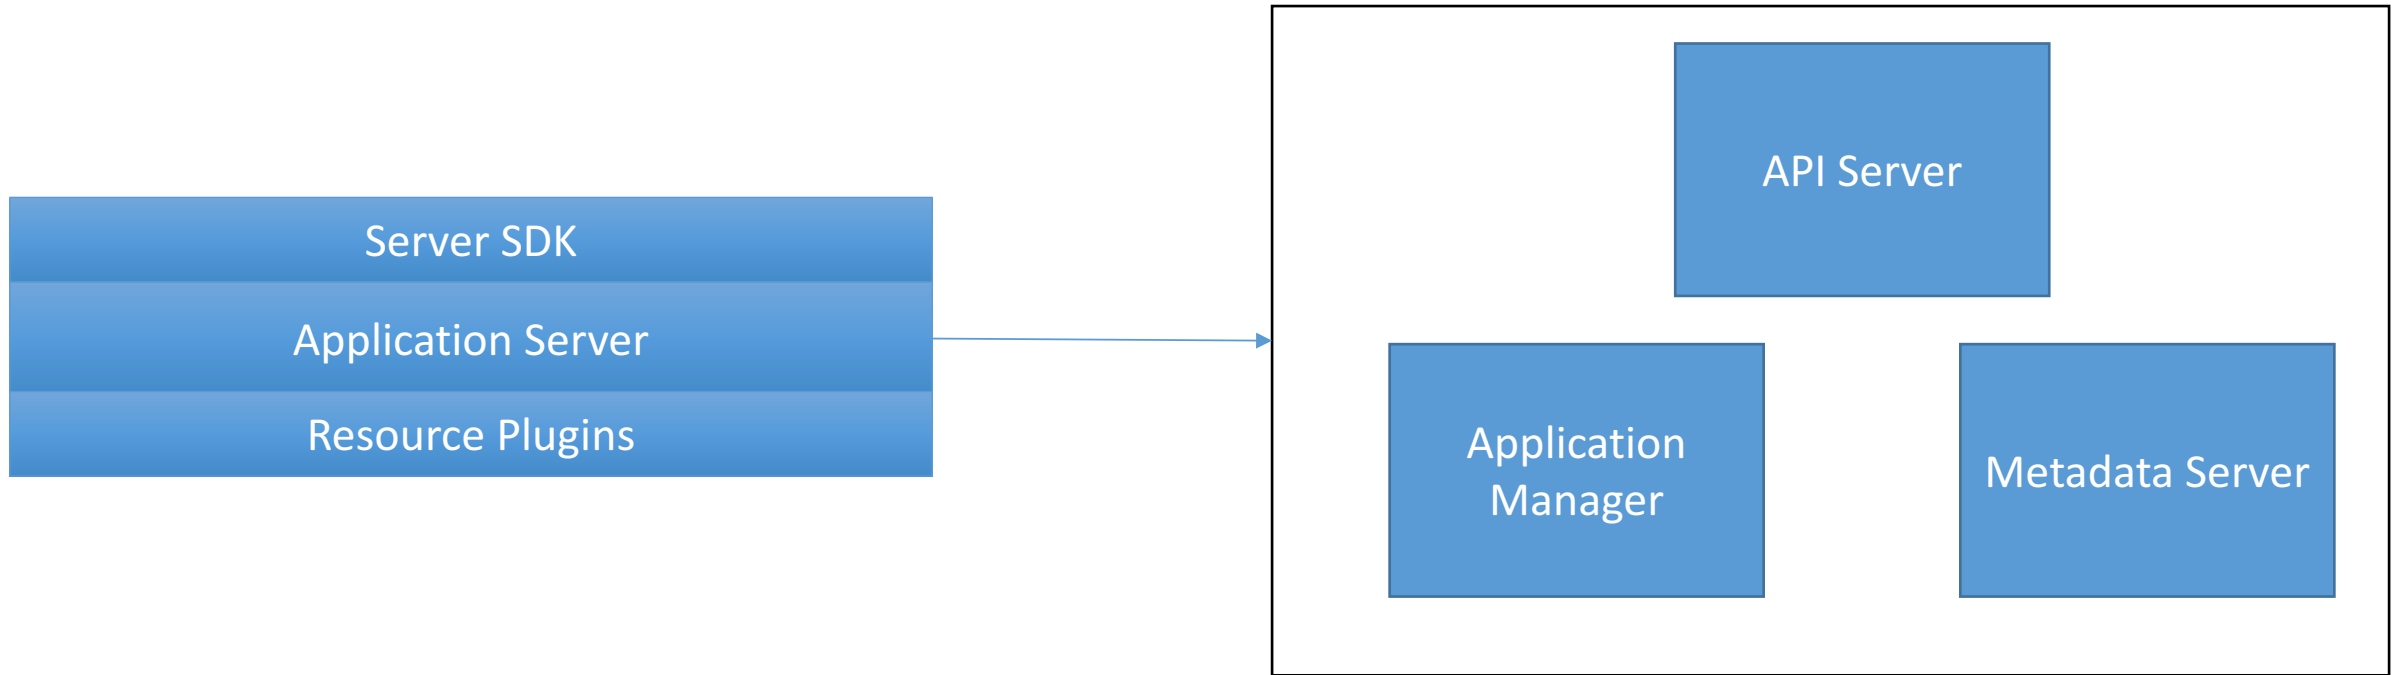 Server SDK
Application Server
Resource Plugins
API Server
Application
Manager
Metadata Server